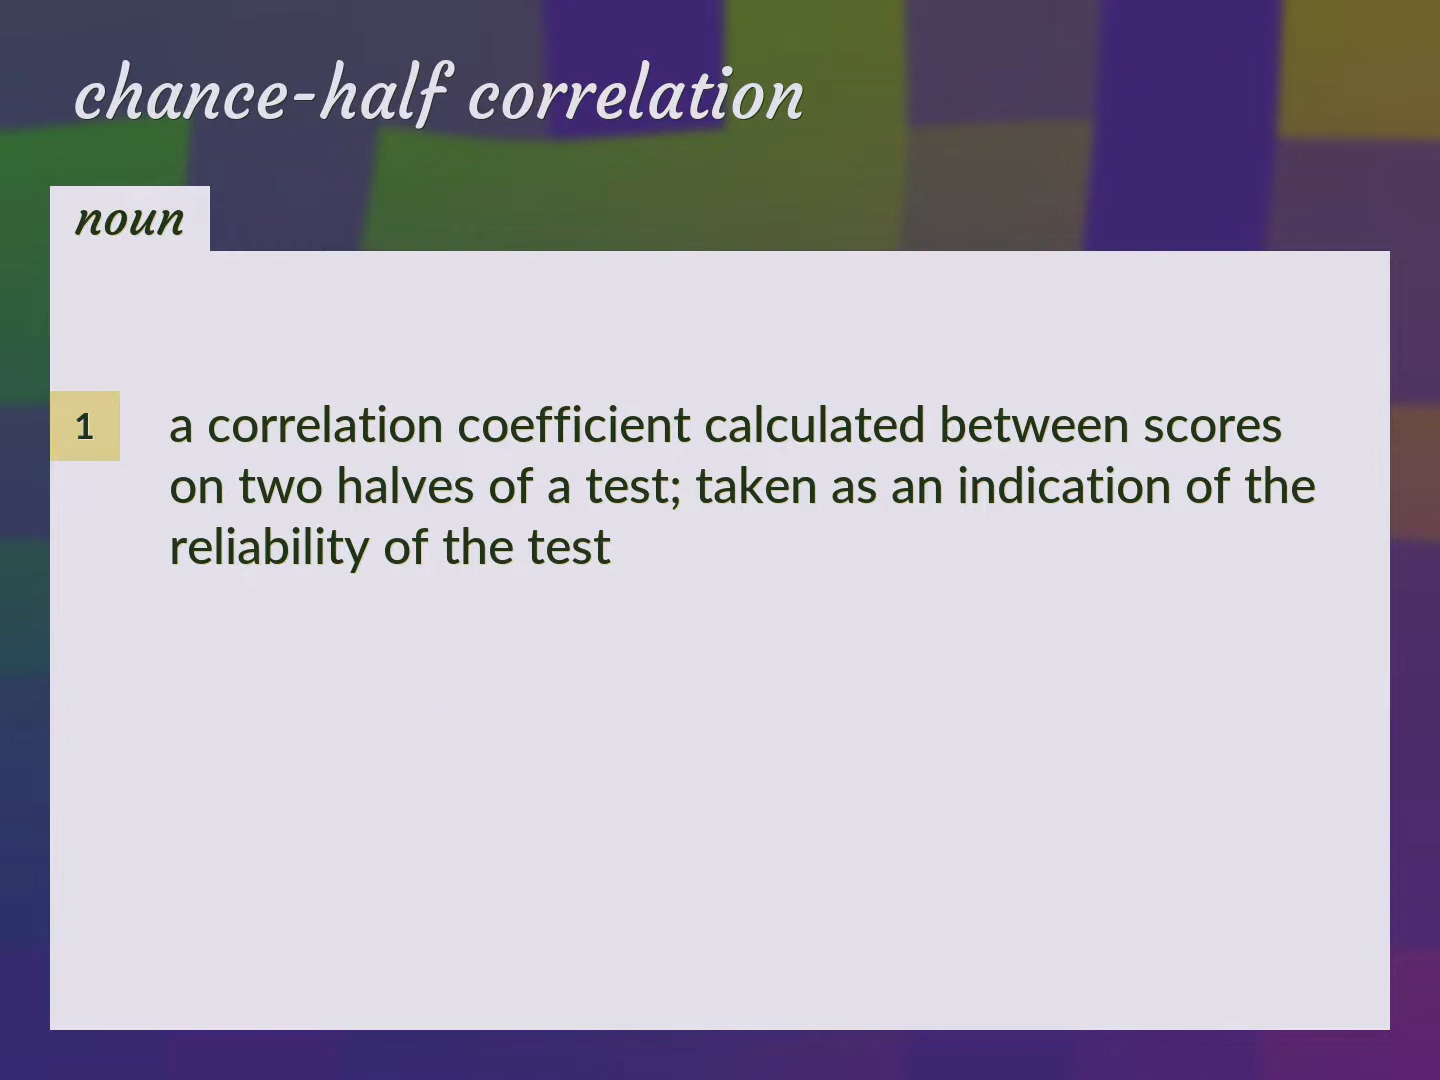 chance-half correlation
noun
1
a correlation coefficient calculated between scores
on two halves of a test; taken as an indication of the
reliability of the test